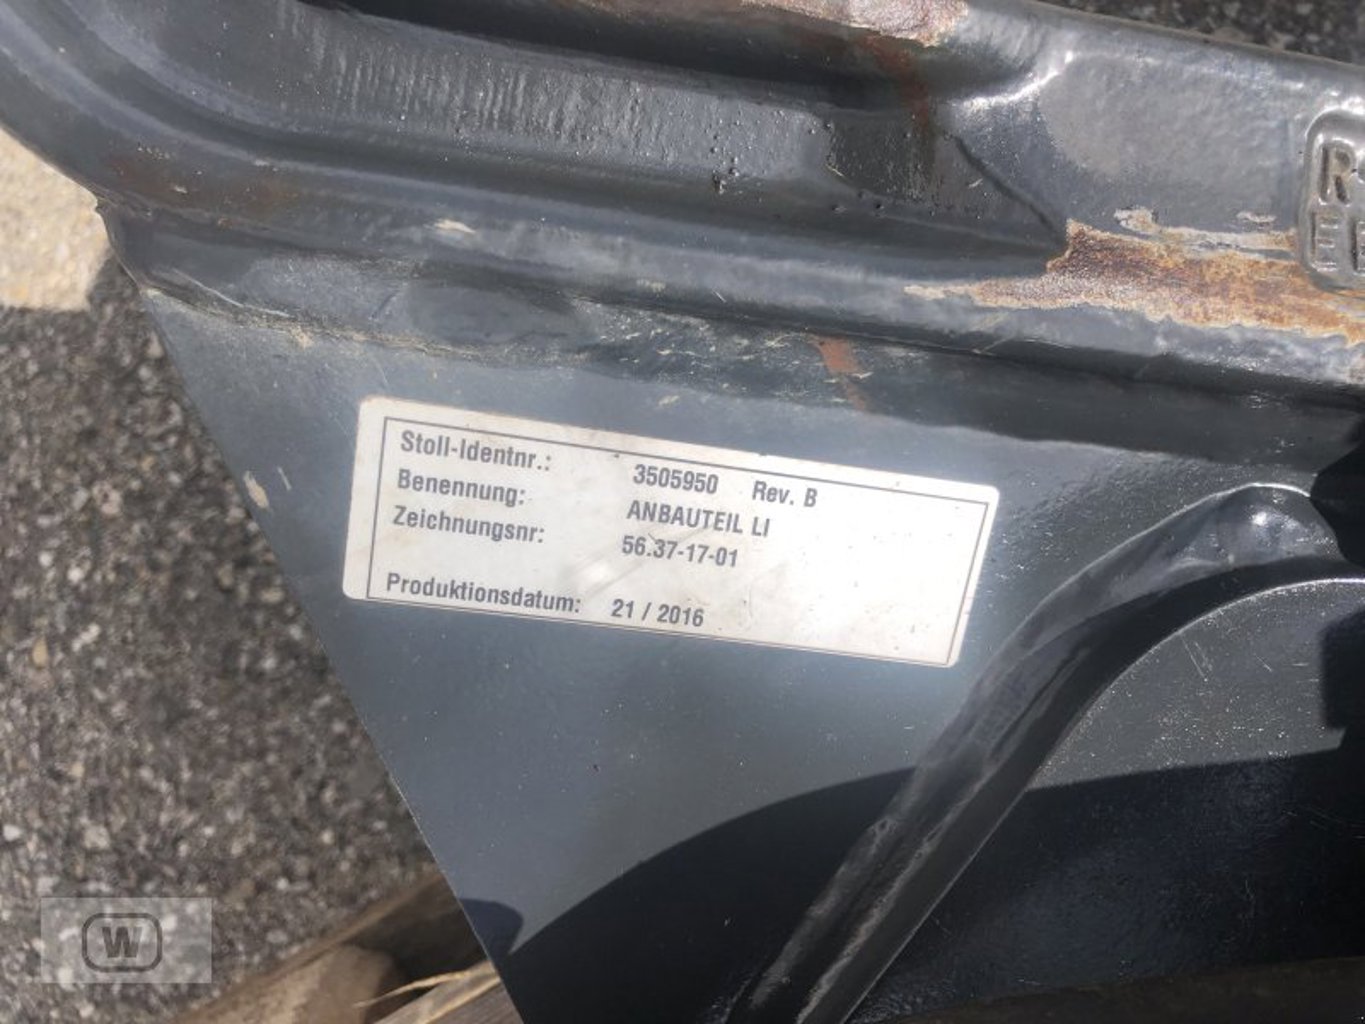 Stoll-Identnr.: 3505950 Rev. B
Benennung: ANBAUTEIL LI
Zeichnungsnr: 56.37-17-01
Produktionsdatum: 21 / 2016
R
W